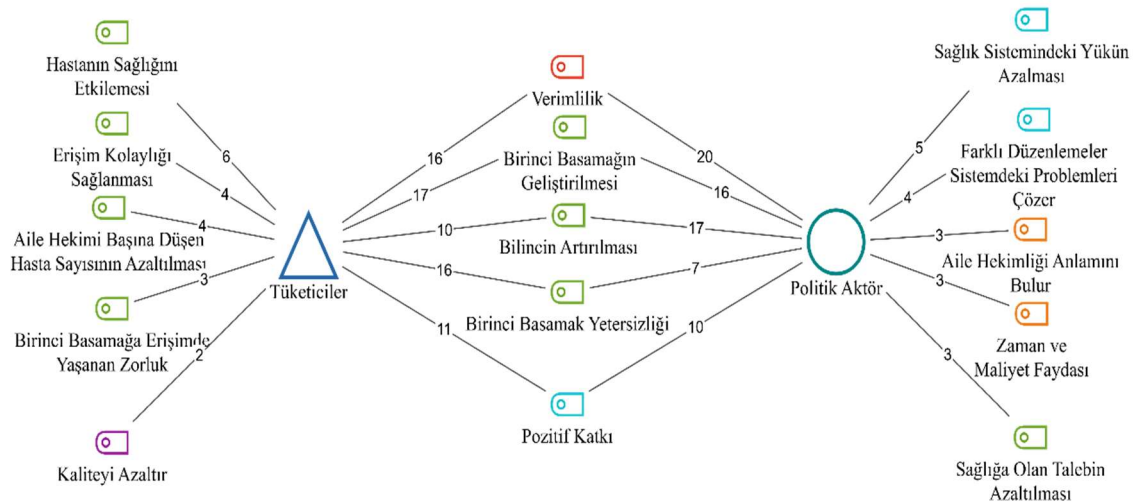 Hastanın Sağlığını
Etkilemesi
Erişim Kolaylığı
Sağlanması
Aile Hekimi Başına Düşen
Hasta Sayısının Azaltılması
Birinci Basamağa Erişimde
Yaşanan Zorluk
Kaliteyi Azaltır
6
4
4
3
2
Tüketiciler
16
17
10
16
11
Verimlilik
Birinci Basamağın
Geliştirilmesi
Bilincin Artırılması
Birinci Basamak Yetersizliği
Pozitif Katkı
20
16
17
7
10
Politik Aktör
5
4
3
3
3
Sağlık Sistemindeki Yükün
Azalması
Farklı Düzenlemeler
Sistemdeki Problemleri
Çözer
Aile Hekimliği Anlamını
Bulur
Zaman ve
Maliyet Faydası
Sağlığa Olan Talebin
Azaltılması